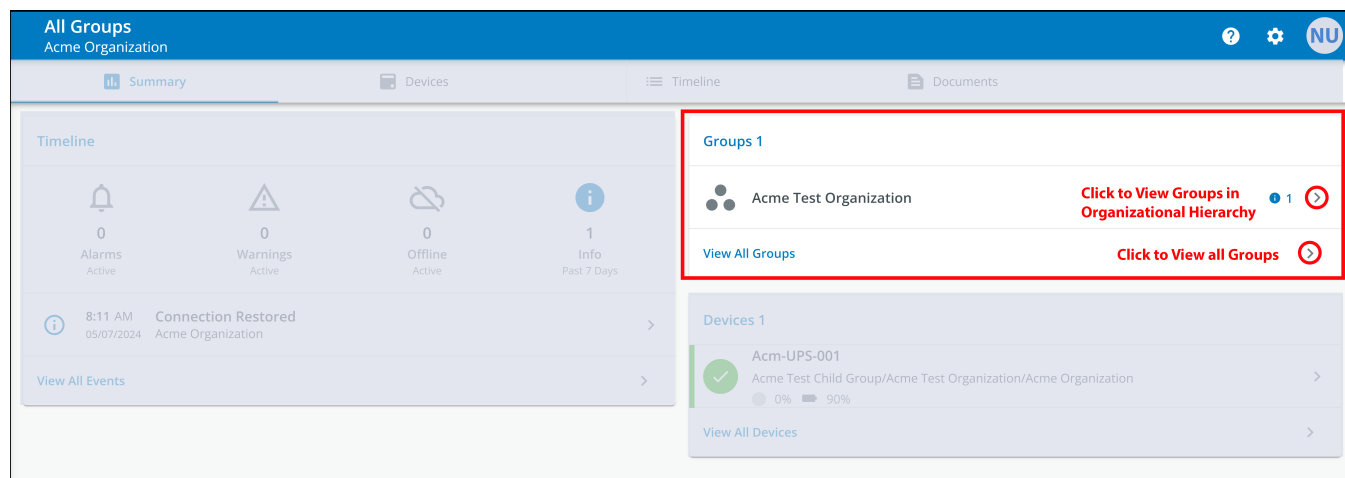 All Groups
Acme Organization
NU
Summary
Devices
Timeline
Documents
Timeline
0
Alarms
Active
0
Warnings
Active
0
Offline
Active
1
Info
Past 7 Days
8:11 AM Connection Restored
05/07/2024 Acme Organization
View All Events
Groups 1
Acme Test Organization
Click to View Groups in
Organizational Hierarchy
1
View All Groups
Click to View all Groups
Devices 1
Acm-UPS-001
Acme Test Child Group/Acme Test Organization/Acme Organization
0% 90%
View All Devices